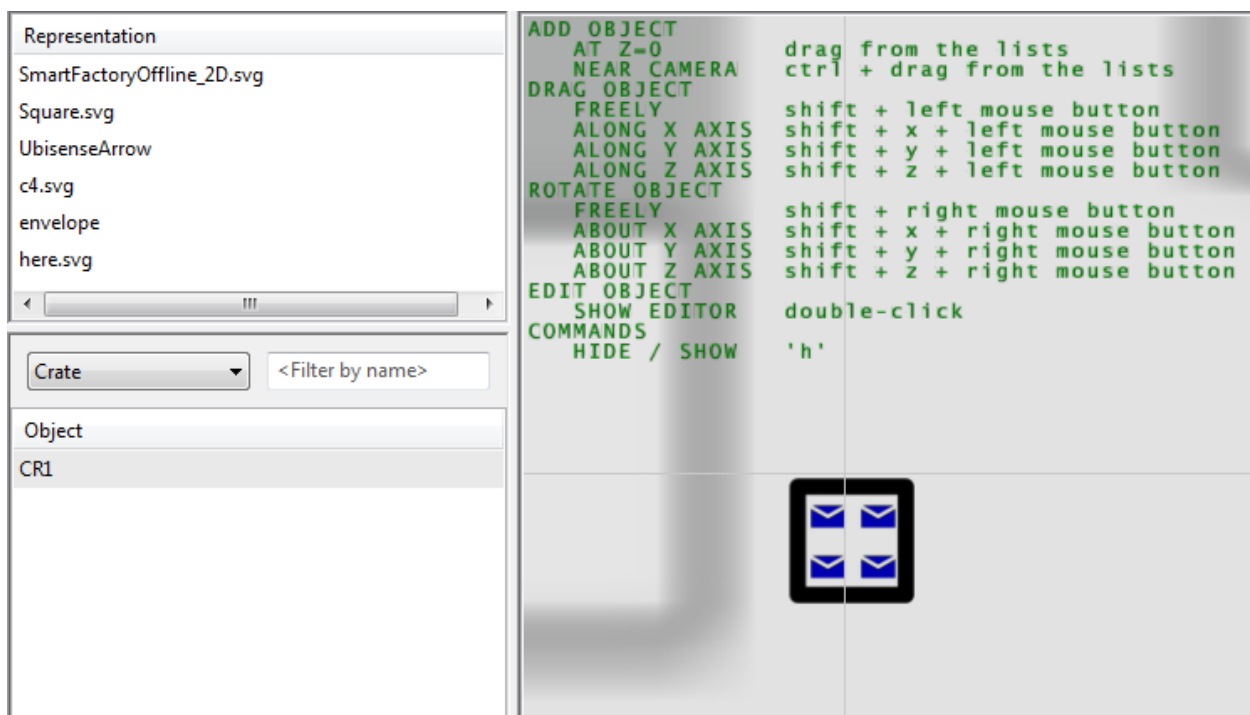 Representation
SmartFactoryOffline_2D.svg
Square.svg
UbisenseArrow
c4.svg
envelope
here.svg
Crate
<Filter by name>
Object
CR1
ADD OBJECT
AT Z=0 drag from the lists
NEAR CAMERA ctrl + drag from the lists
DRAG OBJECT
FREELY shift + left mouse button
ALONG X AXIS shift + x + left mouse button
ALONG Y AXIS shift + y + left mouse button
ALONG Z AXIS shift + z + left mouse button
ROTATE OBJECT
FREELY shift + right mouse button
ABOUT X AXIS shift + x + right mouse button
ABOUT Y AXIS shift + y + right mouse button
ABOUT Z AXIS shift + z + right mouse button
EDIT OBJECT
SHOW EDITOR double-click
COMMANDS
HIDE / SHOW 'h'